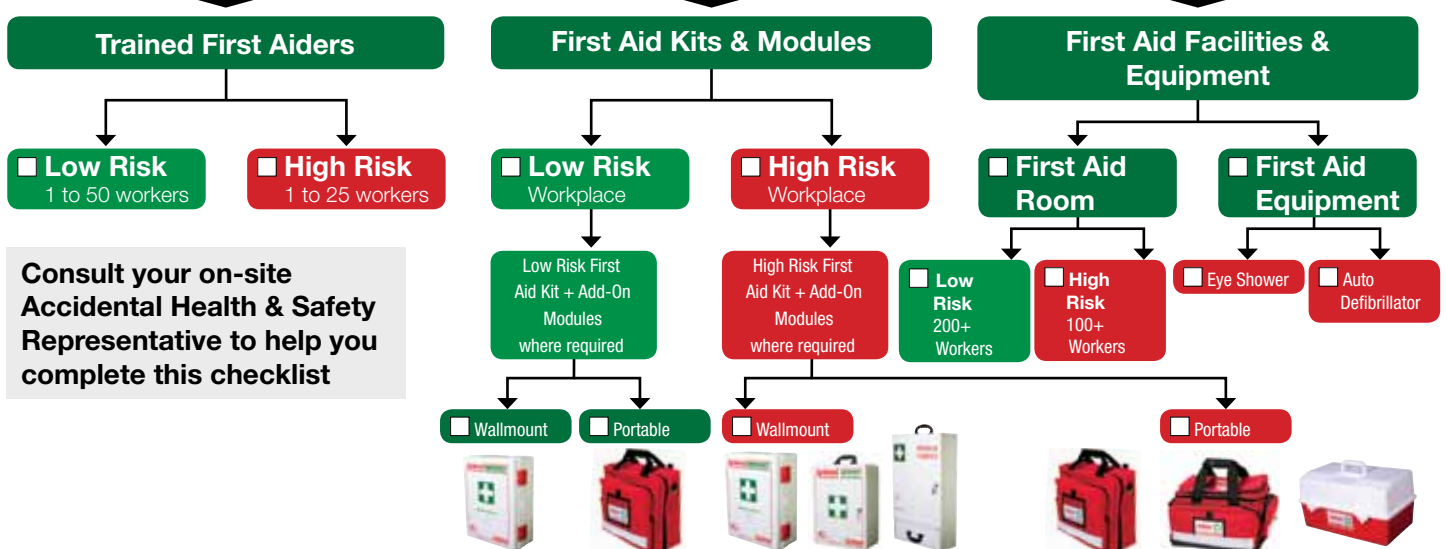 Trained First Aiders
Low Risk
1 to 50 workers
High Risk
1 to 25 workers
Consult your on-site
Accidental Health & Safety
Representative to help you
complete this checklist
First Aid Kits & Modules
Low Risk
Workplace
High Risk
Workplace
Low Risk First
Aid Kit + Add-On
Modules
where required
High Risk First
Aid Kit + Add-On
Modules
where required
Wallmount
Portable
Wallmount
Portable
First Aid Facilities &
Equipment
First Aid
Room
First Aid
Equipment
Low
Risk
200+
Workers
High
Risk
100+
Workers
Eye Shower
Auto
Defibrillator